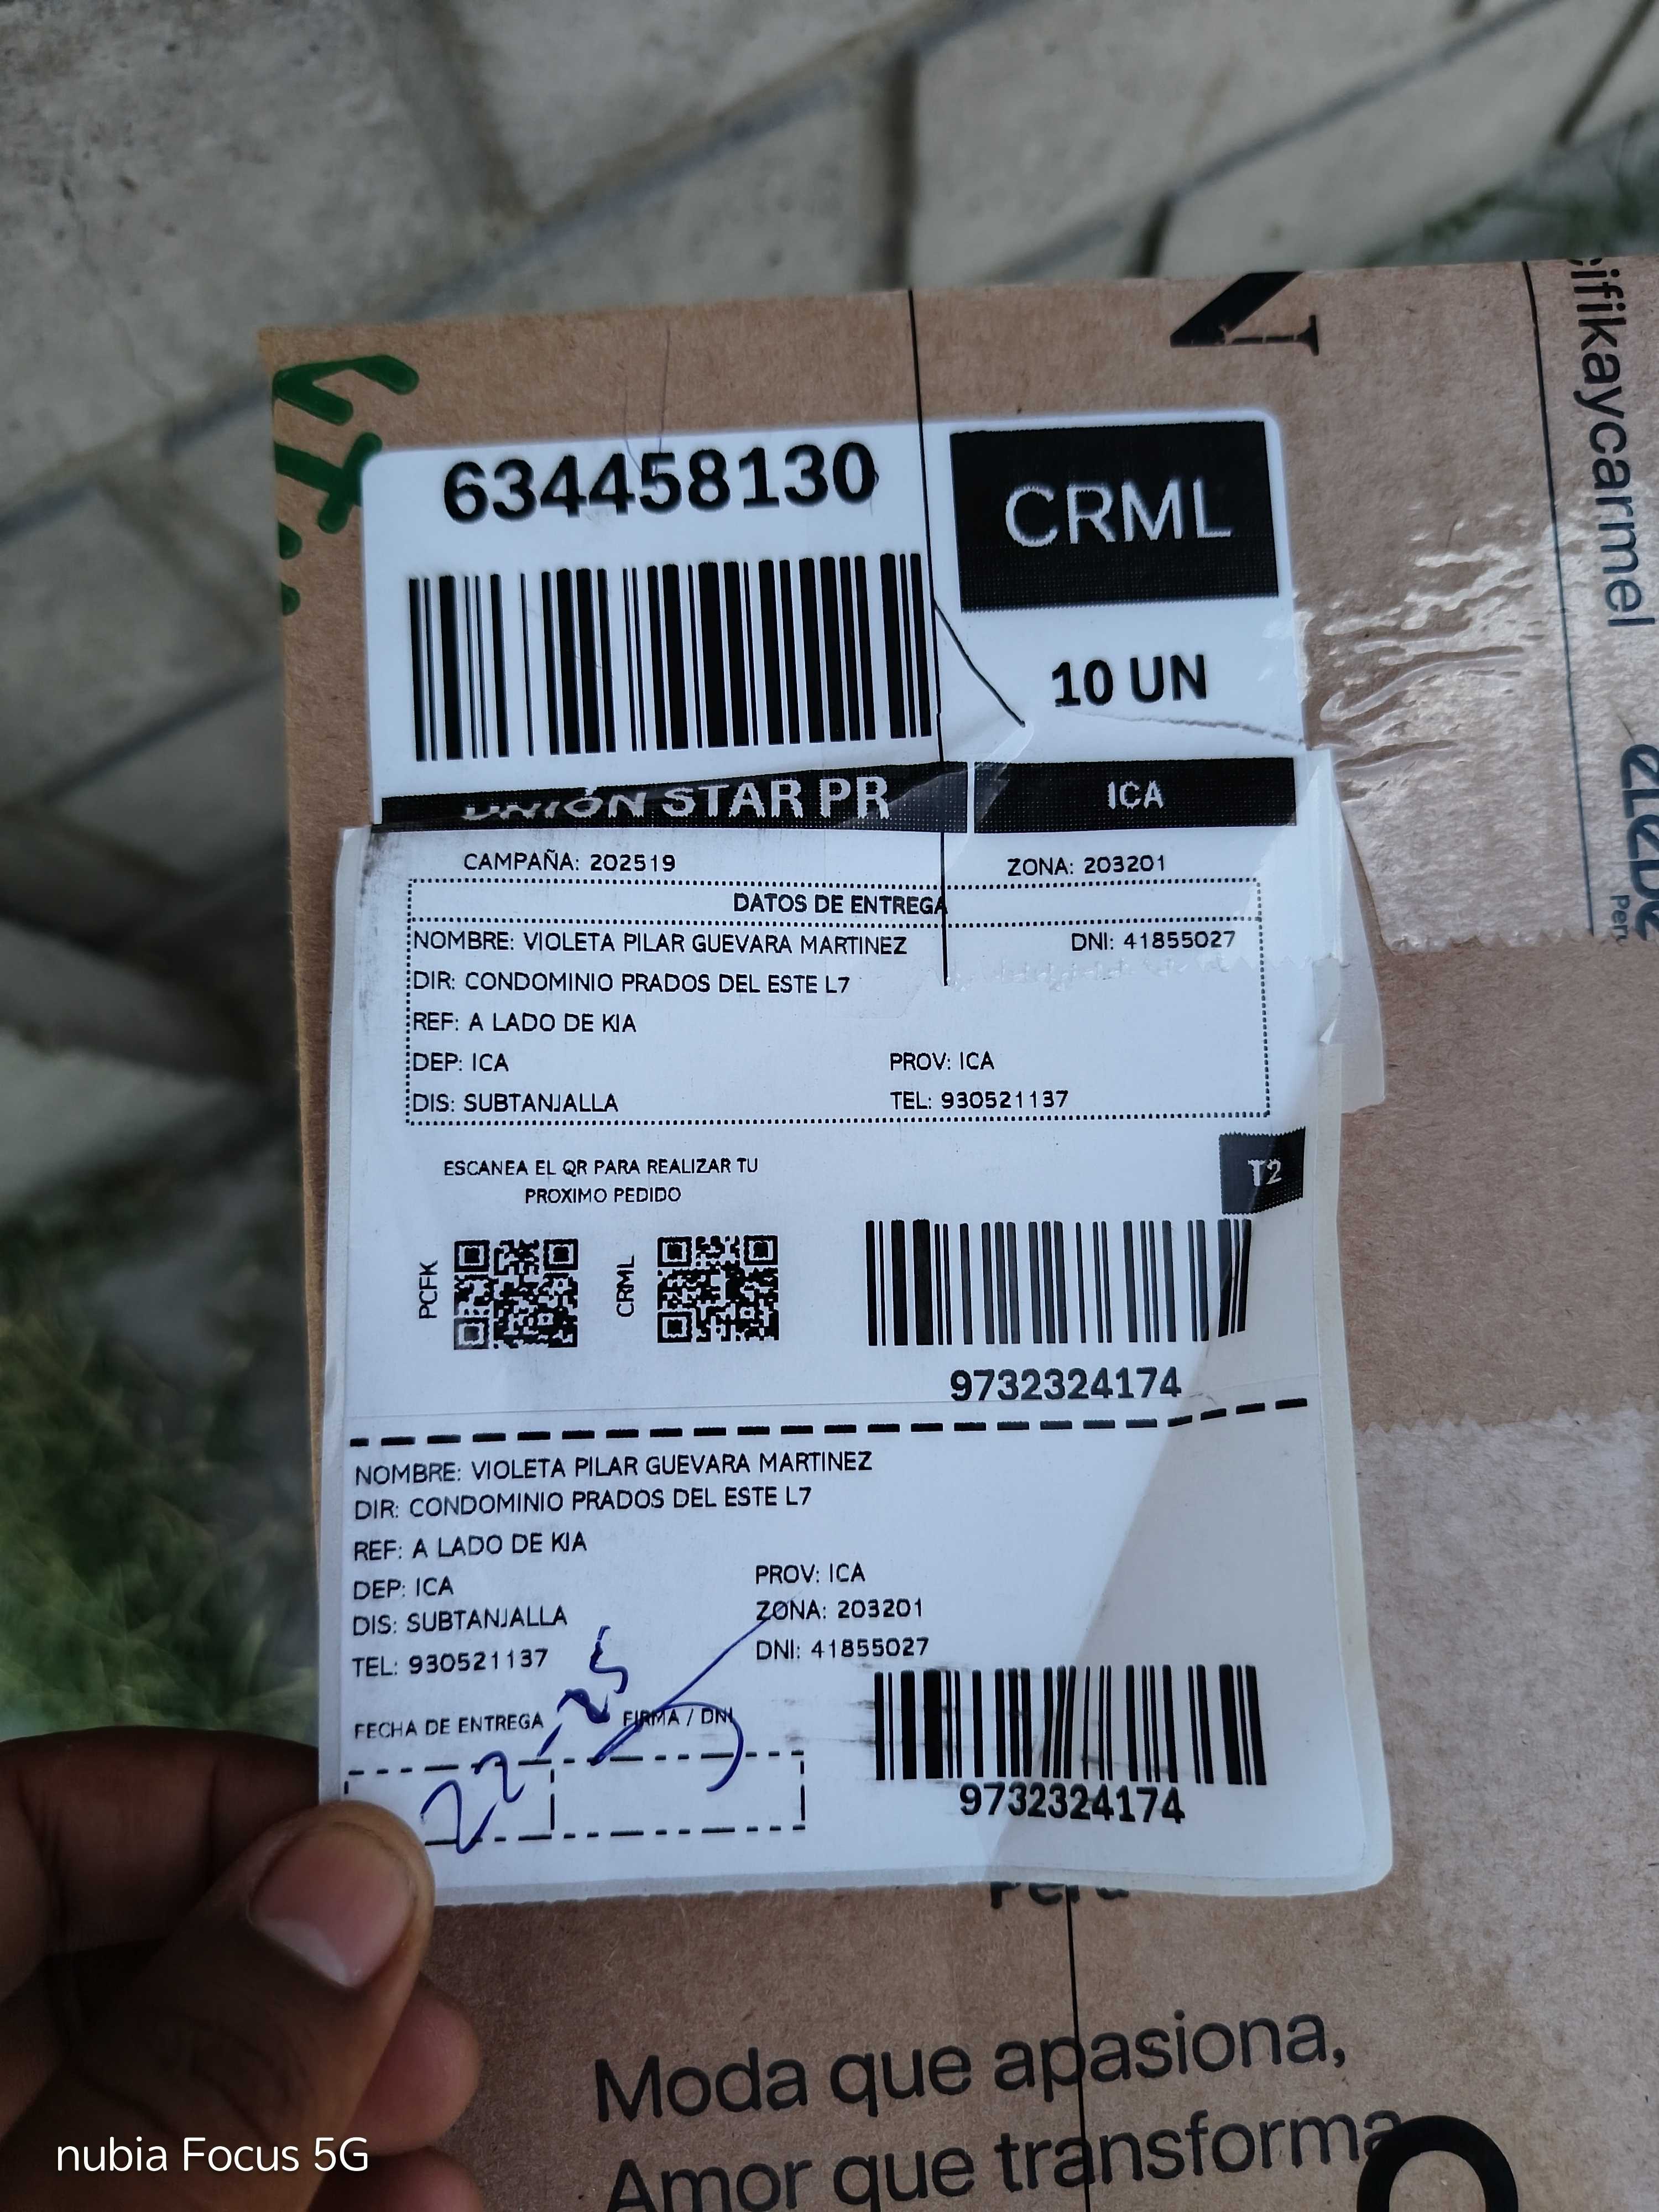 634458130
CRML
10 UN
UNIÓN STAR PR
ICA
CAMPAÑA: 202519
ZONA: 203201
DATOS DE ENTREGA
NOMBRE: VIOLETA PILAR GUEVARA MARTINEZ
DNI: 41855027
DIR: CONDOMINIO PRADOS DEL ESTE L7
REF: A LADO DE KIA
DEP: ICA
PROV: ICA
DIS: SUBTANJALLA
TEL: 930521137
ESCANEA EL QR PARA REALIZAR TU
PROXIMO PEDIDO
T2
PCFK
CRML
9732324174
NOMBRE: VIOLETA PILAR GUEVARA MARTINEZ
DIR: CONDOMINIO PRADOS DEL ESTE L7
REF: A LADO DE KIA
DEP: ICA
PROV: ICA
DIS: SUBTANJALLA
ZONA: 203201
TEL: 930521137
DNI: 41855027
FECHA DE ENTREGA
FIRMA / DNI
9732324174
cifikaycarmel
Perú
Moda que apasiona,
Amor que transforma
nubia Focus 5G